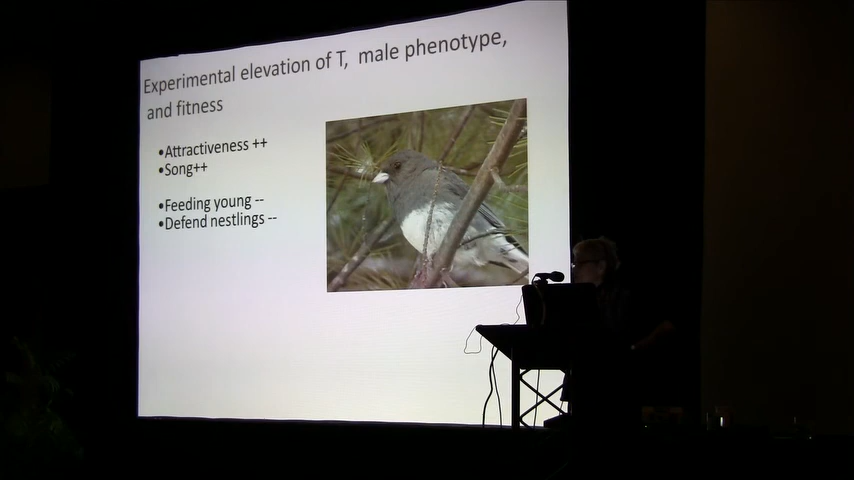 Experimental elevation of T, male phenotype,
and fitness
•Attractiveness ++
•Song++
•Feeding young --
•Defend nestlings --